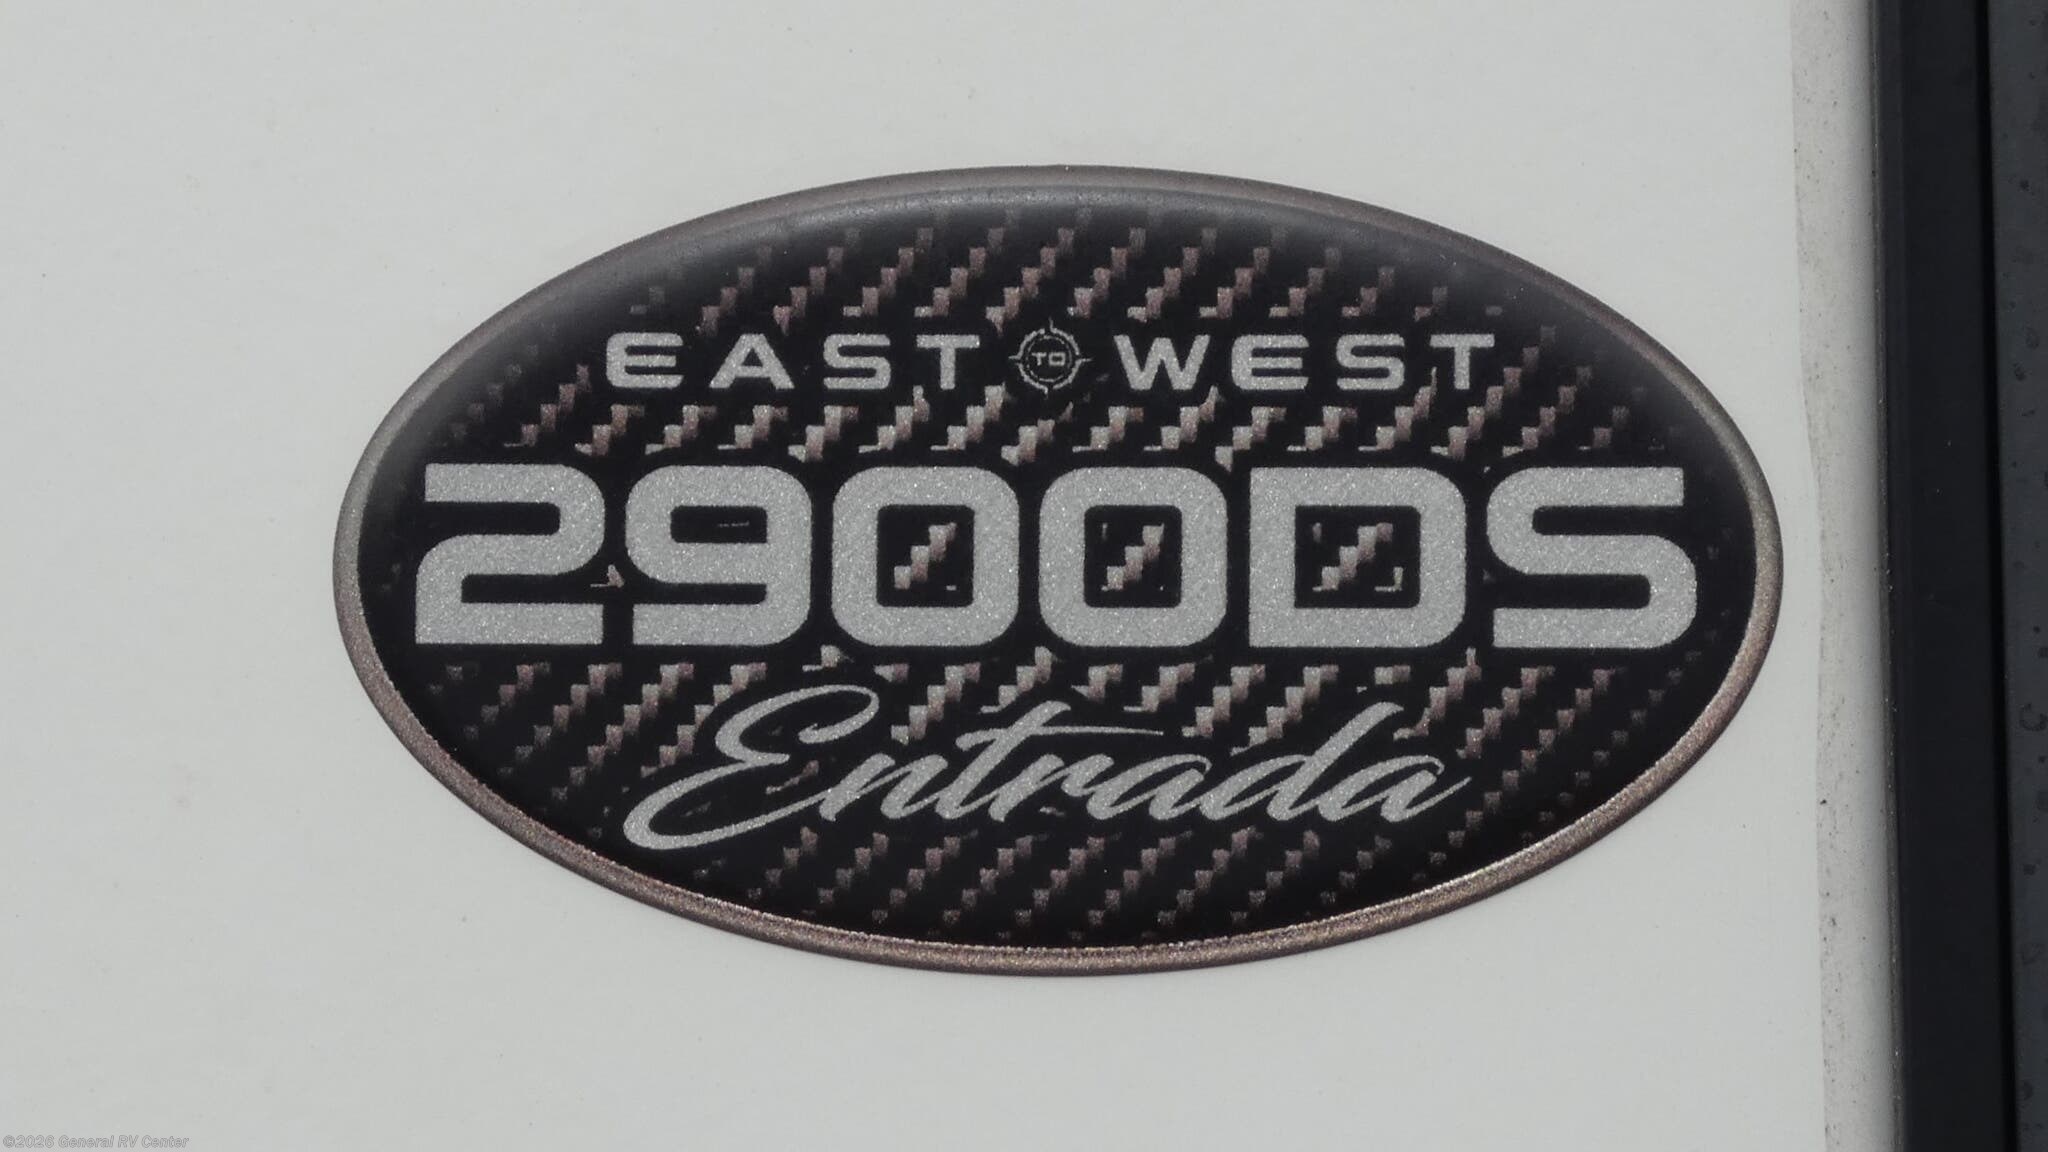 EAST TO WEST
2900DS
Entrada
©2026 General RV Center